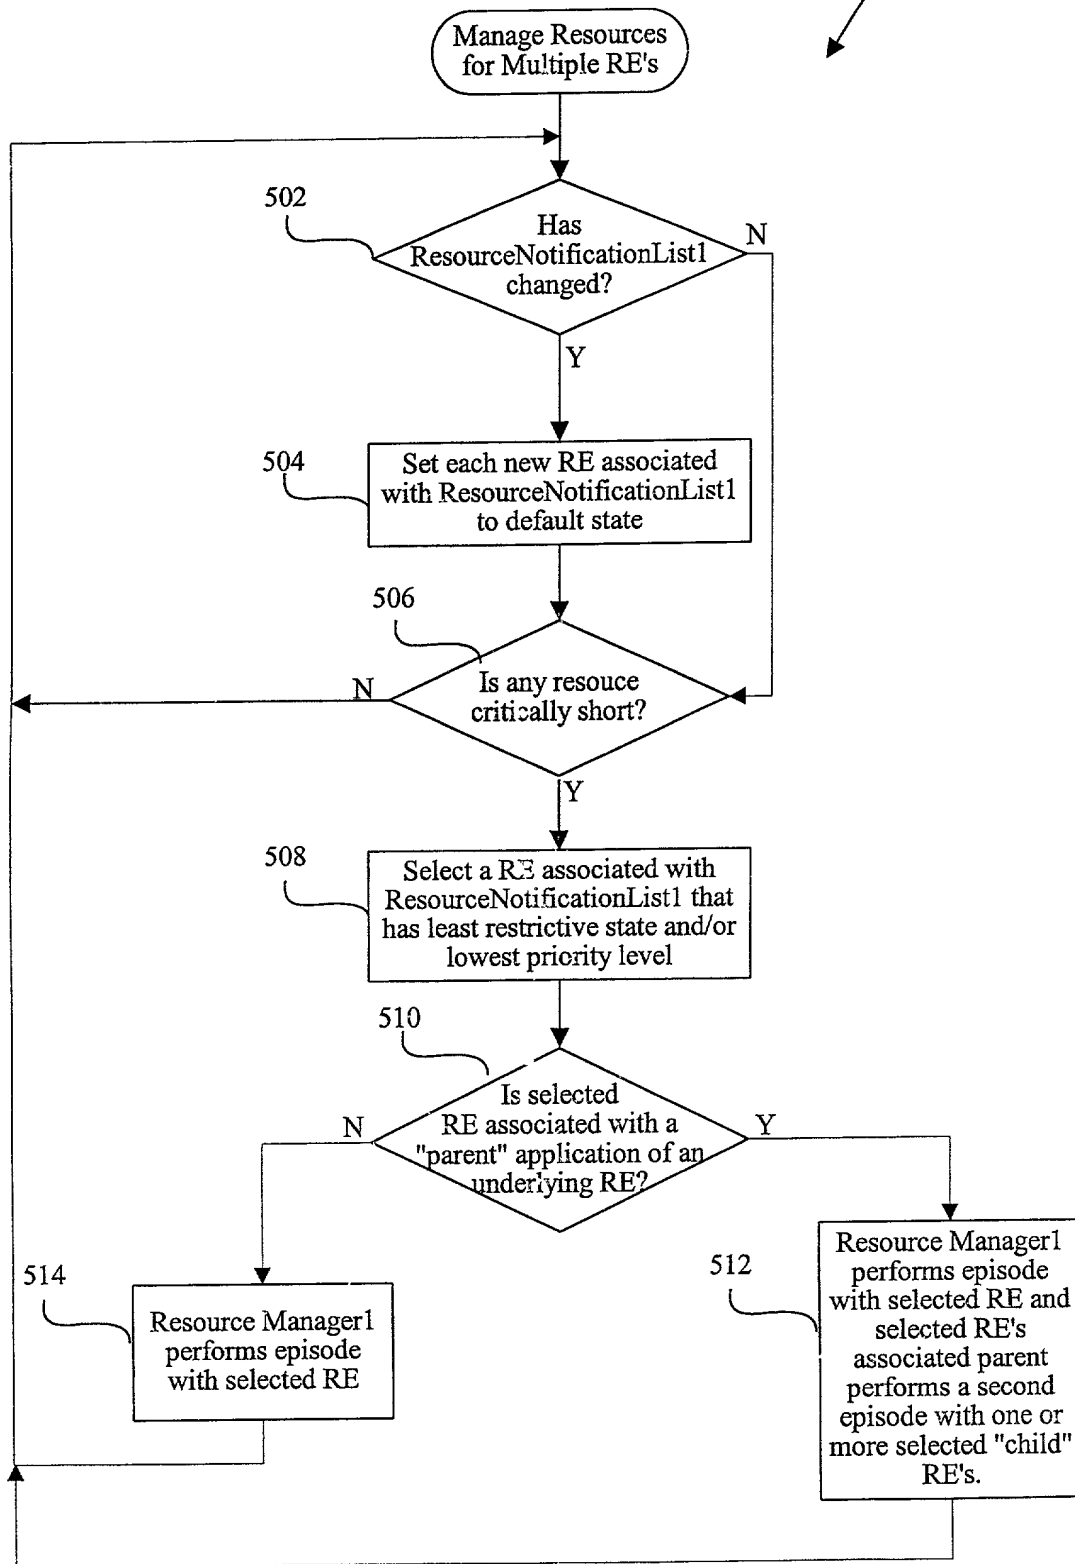 Manage Resources
for Multiple RE's
502
Has
ResourceNotificationList1
changed?
N
Y
504
Set each new RE associated
with ResourceNotificationList1
to default state
506
Is any resouce
critically short?
N
Y
508
Select a RE associated with
ResourceNotificationList1 that
has least restrictive state and/or
lowest priority level
510
Is selected
RE associated with a
"parent" application of an
underlying RE?
N
Y
514
Resource Manager1
performs episode
with selected RE
512
Resource Manager1
performs episode
with selected RE and
selected RE's
associated parent
performs a second
episode with one or
more selected "child"
RE's.